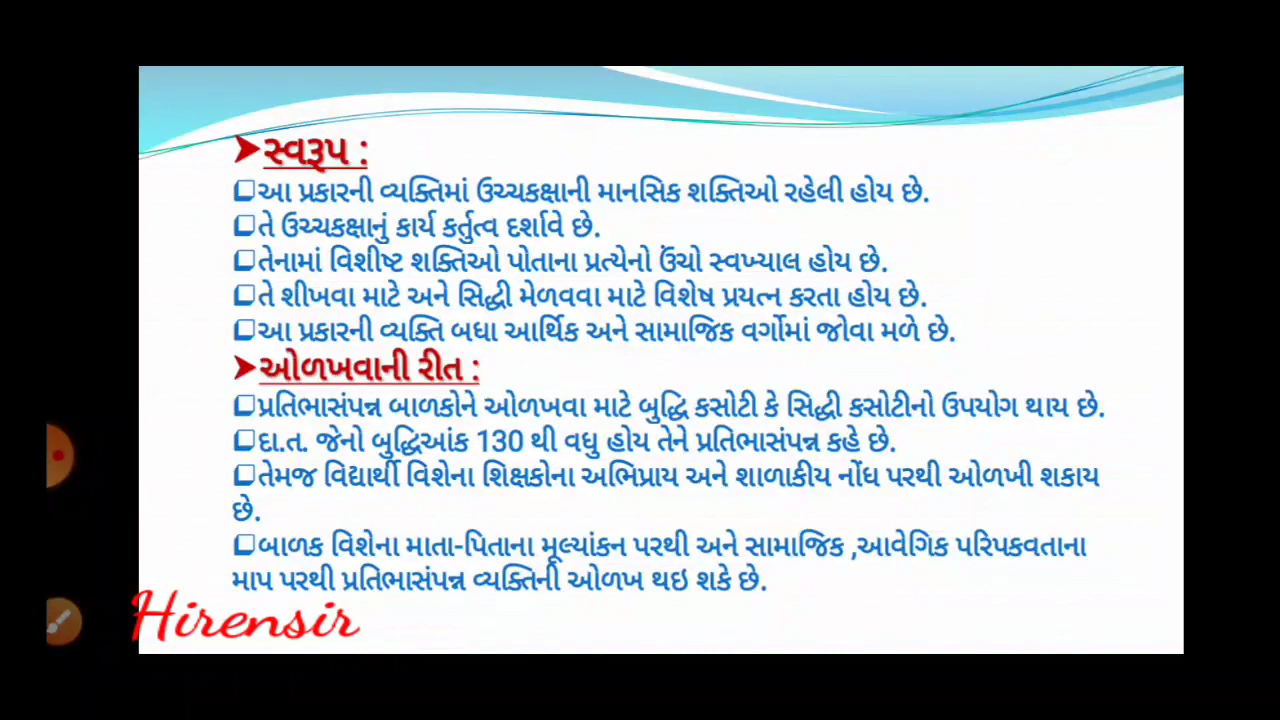 ➤સ્વરૂપ :
❑આ પ્રકારની વ્યક્તિમાં ઉચ્ચકક્ષાની માનસિક શક્તિઓ રહેલી હોય છે.
❑તે ઉચ્ચકક્ષાનું કાર્ય કર્તુત્વ દર્શાવે છે.
❑તેનામાં વિશીષ્ટ શક્તિઓ પોતાના પ્રત્યેનો ઉંચો સ્વખ્યાલ હોય છે.
❑તે શીખવા માટે અને સિદ્ધી મેળવવા માટે વિશેષ પ્રયત્ન કરતા હોય છે.
❑આ પ્રકારની વ્યક્તિ બધા આર્થિક અને સામાજિક વર્ગોમાં જોવા મળે છે.
➤ઓળખવાની રીત :
❑પ્રતિભાસંપન્ન બાળકોને ઓળખવા માટે બુદ્ધિ કસોટી કે સિદ્ધી કસોટીનો ઉપયોગ થાય છે.
❑દા.ત. જેનો બુદ્ધિઆંક 130 થી વધુ હોય તેને પ્રતિભાસંપન્ન કહે છે.
❑તેમજ વિદ્યાર્થી વિશેના શિક્ષકોના અભિપ્રાય અને શાળાકીય નોંધ પરથી ઓળખી શકાય
છે.
❑બાળક વિશેના માતા-પિતાના મૂલ્યાંકન પરથી અને સામાજિક ,આવેગિક પરિપકવતાના
માપ પરથી પ્રતિભાસંપન્ન વ્યક્તિની ઓળખ થઇ શકે છે.
Hirensir